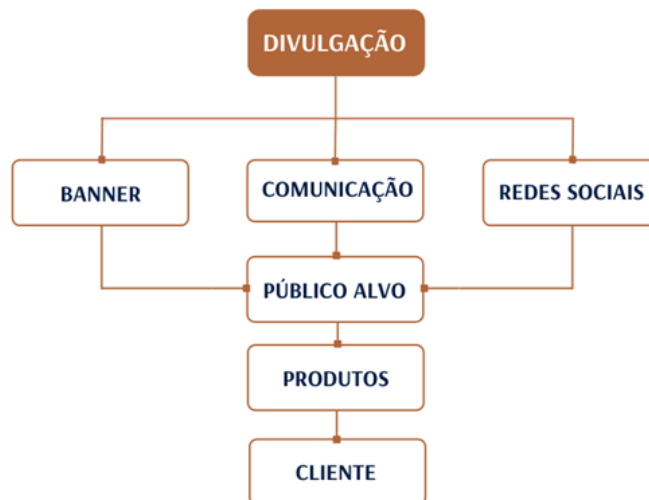 DIVULGAÇÃO
BANNER
COMUNICAÇÃO
REDES SOCIAIS
PÚBLICO ALVO
PRODUTOS
CLIENTE